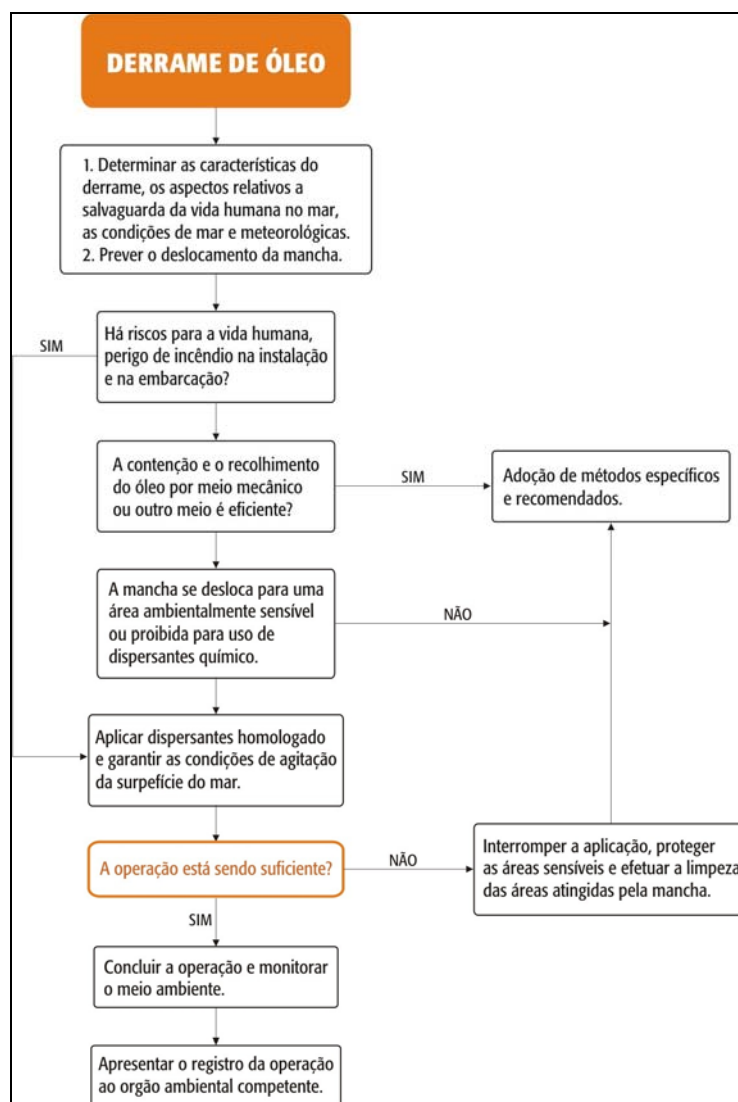 DERRAME DE ÓLEO
1. Determinar as características do
derrame, os aspectos relativos a
salvaguarda da vida humana no mar,
as condições de mar e meteorológicas.
2. Prever o deslocamento da mancha.
SIM
Há riscos para a vida humana,
perigo de incêndio na instalação
e na embarcação?
A contenção e o recolhimento
do óleo por meio mecânico
ou outro meio é eficiente?
SIM
Adoção de métodos específicos
e recomendados.
A mancha se desloca para uma
área ambientalmente sensível
ou proibida para uso de
dispersantes químico.
NÃO
Aplicar dispersantes homologado
e garantir as condições de agitação
da surpefície do mar.
A operação está sendo suficiente?
NÃO
Interromper a aplicação, proteger
as áreas sensíveis e efetuar a limpeza
das áreas atingidas pela mancha.
SIM
Concluir a operação e monitorar
o meio ambiente.
Apresentar o registro da operação
ao orgão ambiental competente.